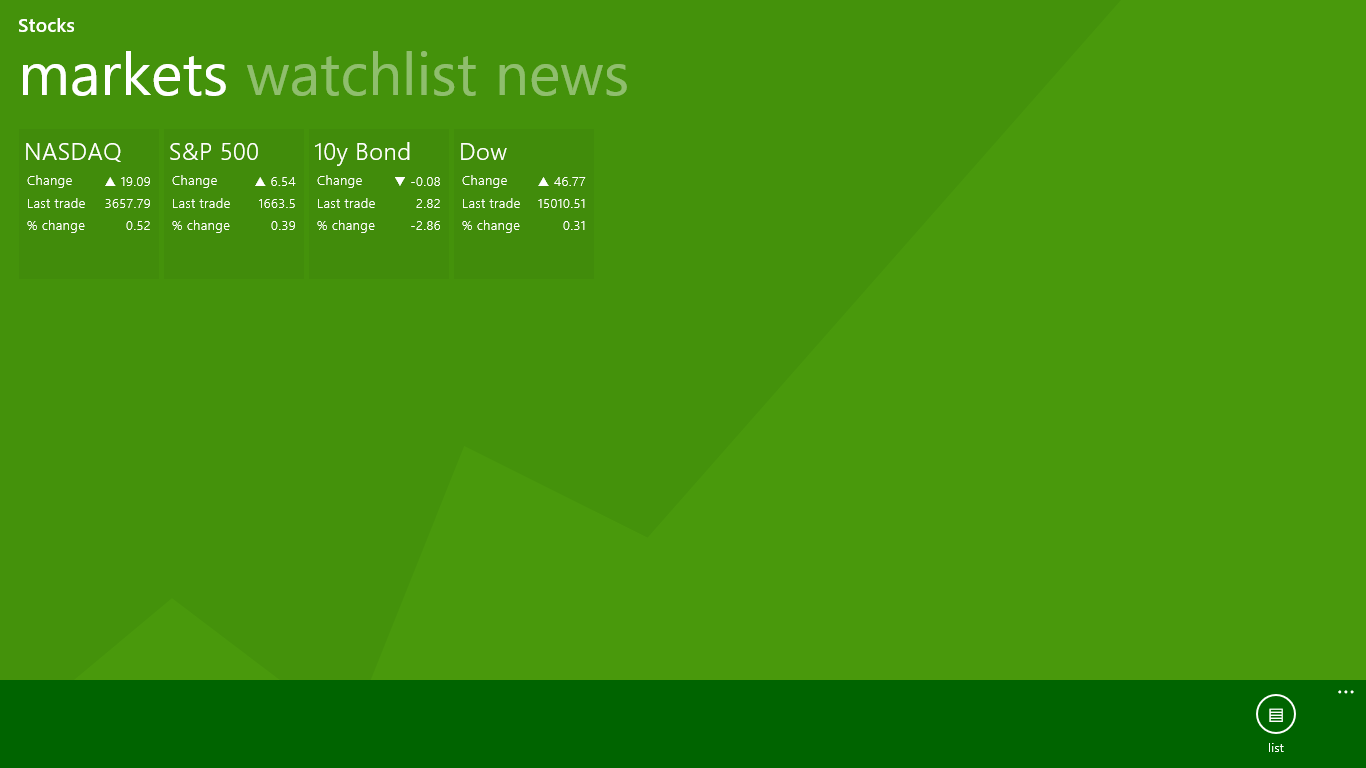 Stocks
markets watchlist news
NASDAQ S&P 500 10y Bond Dow
Change ▲ 19.09 Change ▲ 6.54 Change ▼ -0.08 Change ▲ 46.77
Last trade 3657.79 Last trade 1663.5 Last trade 2.82 Last trade 15010.51
% change 0.52 % change 0.39 % change -2.86 % change 0.31
...
list